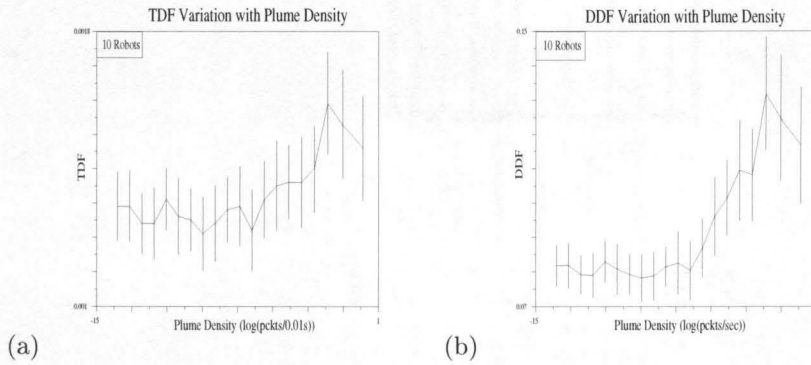 TDF Variation with Plume Density
0.0018
10 Robots
TDF
0.001
-15
1
Plume Density (log(pckts/0.01s))
(a)
DDF Variation with Plume Density
0.15
10 Robots
DDF
0.07
-15
Plume Density (log(pckts/sec))
(b)